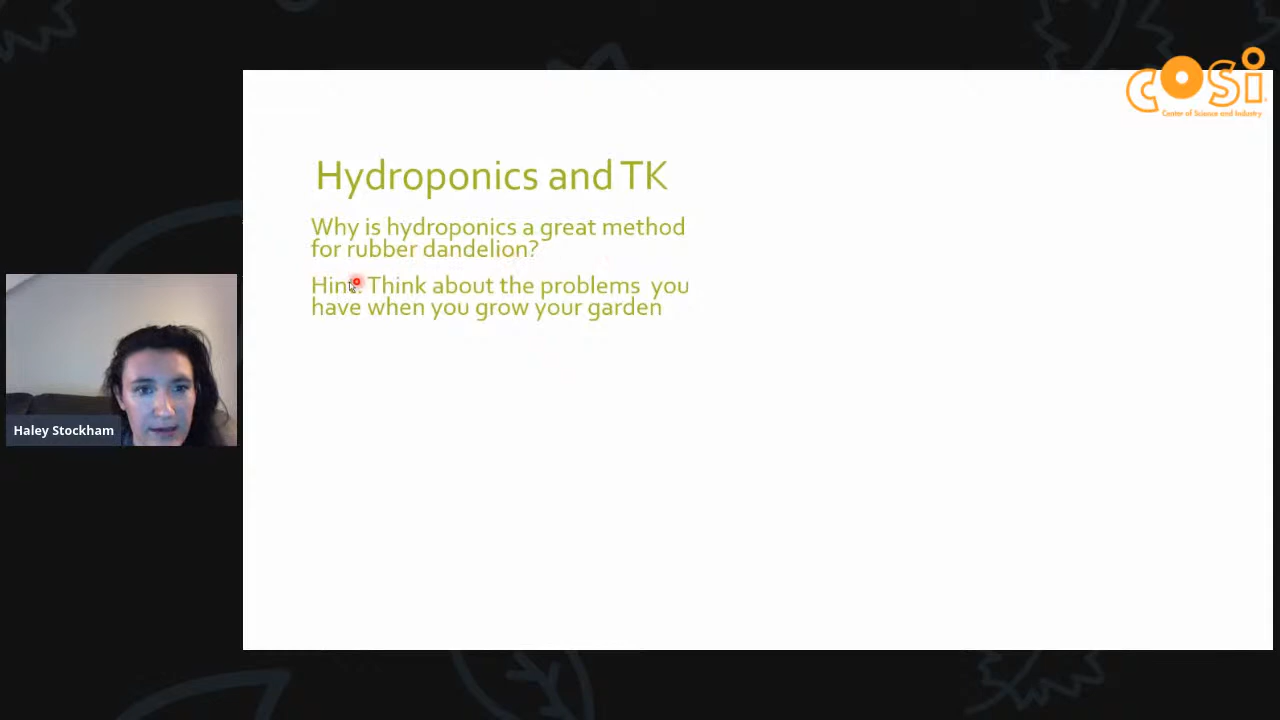 COSI
Center of Science and Industry
Hydroponics and TK
Why is hydroponics a great method
for rubber dandelion?
Hint: Think about the problems you
have when you grow your garden
Haley Stockham